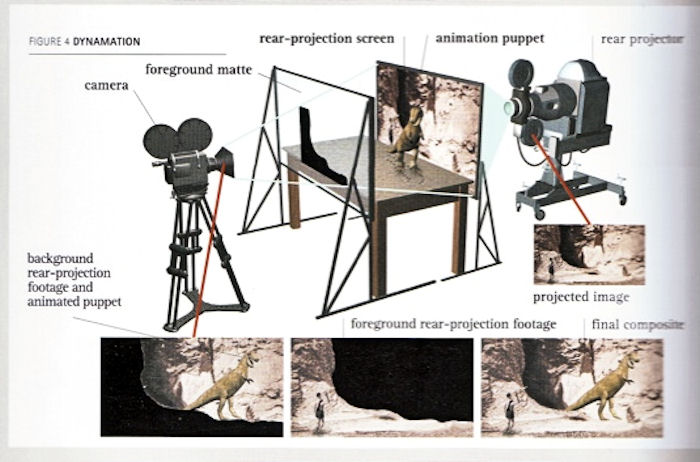 FIGURE 4 DYNAMATION
rear-projection screen
animation puppet
rear projector
foreground matte
camera
background
rear-projection
footage and
animated puppet
projected image
foreground rear-projection footage
final composite